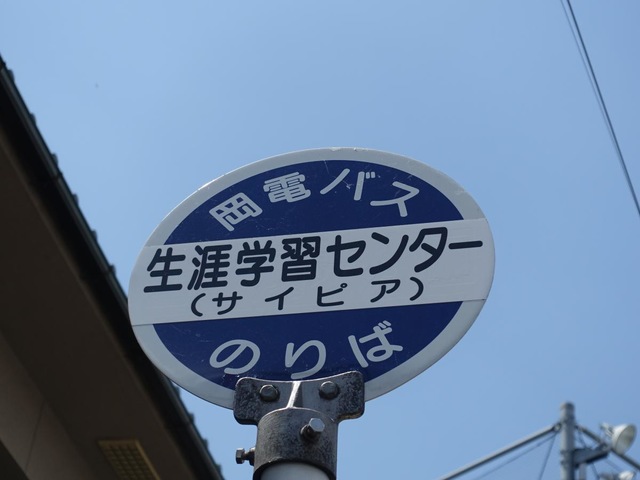 岡電バス
生涯学習センター
(サイピア)
のりば